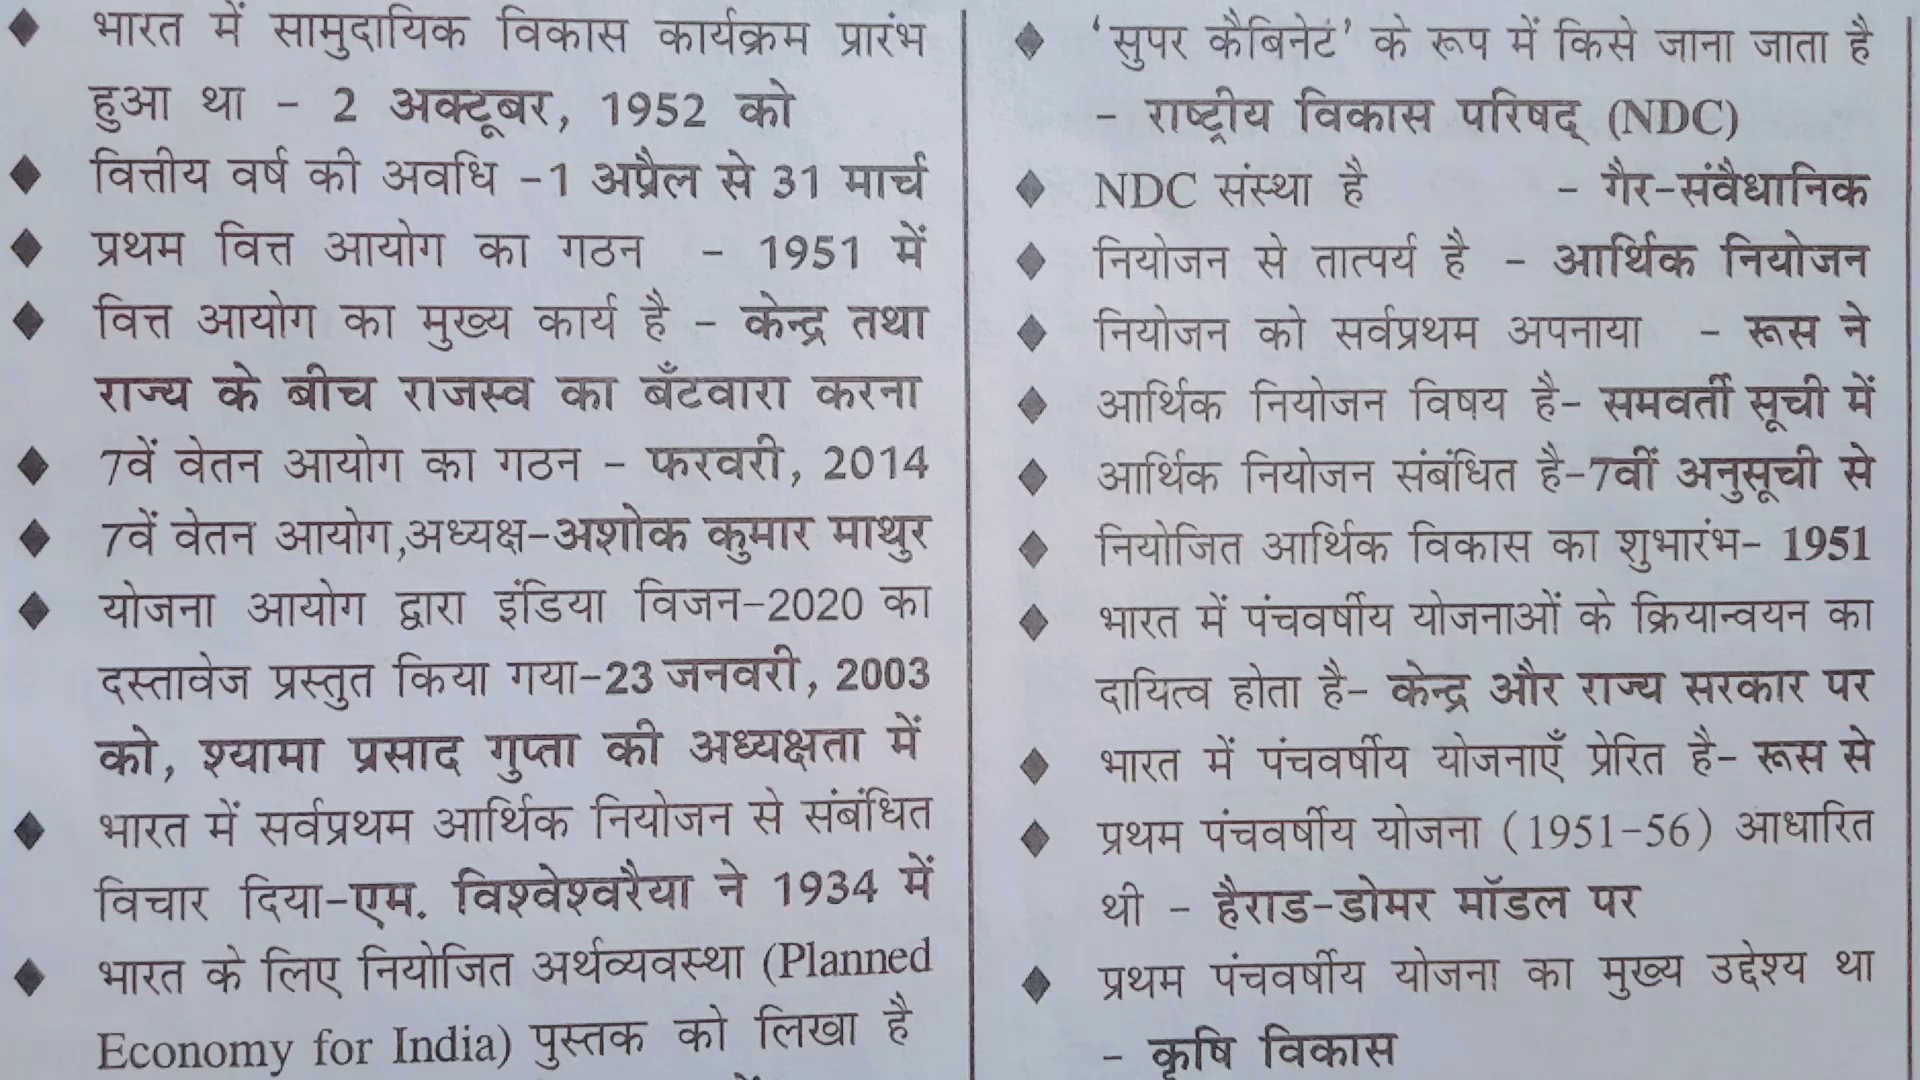 ◆ भारत में सामुदायिक विकास कार्यक्रम प्रारंभ
हुआ था - 2 अक्टूबर, 1952 को
◆ वित्तीय वर्ष की अवधि -1 अप्रैल से 31 मार्च
◆ प्रथम वित्त आयोग का गठन - 1951 में
◆ वित्त आयोग का मुख्य कार्य है - केन्द्र तथा
राज्य के बीच राजस्व का बँटवारा करना
◆ 7वें वेतन आयोग का गठन - फरवरी, 2014
◆ 7वें वेतन आयोग,अध्यक्ष-अशोक कुमार माथुर
◆ योजना आयोग द्वारा इंडिया विजन-2020 का
दस्तावेज प्रस्तुत किया गया-23 जनवरी, 2003
को, श्यामा प्रसाद गुप्ता की अध्यक्षता में
◆ भारत में सर्वप्रथम आर्थिक नियोजन से संबंधित
विचार दिया-एम. विश्वेश्वरैया ने 1934 में
◆ भारत के लिए नियोजित अर्थव्यवस्था (Planned
Economy for India) पुस्तक को लिखा है
◆ 'सुपर कैबिनेट' के रूप में किसे जाना जाता है
- राष्ट्रीय विकास परिषद् (NDC)
◆ NDC संस्था है - गैर-संवैधानिक
◆ नियोजन से तात्पर्य है - आर्थिक नियोजन
◆ नियोजन को सर्वप्रथम अपनाया - रूस ने
◆ आर्थिक नियोजन विषय है- समवर्ती सूची में
◆ आर्थिक नियोजन संबंधित है-7वीं अनुसूची से
◆ नियोजित आर्थिक विकास का शुभारंभ- 1951
◆ भारत में पंचवर्षीय योजनाओं के क्रियान्वयन का
दायित्व होता है- केन्द्र और राज्य सरकार पर
◆ भारत में पंचवर्षीय योजनाएँ प्रेरित है- रूस से
◆ प्रथम पंचवर्षीय योजना (1951-56) आधारित
थी - हैराड-डोमर मॉडल पर
◆ प्रथम पंचवर्षीय योजना का मुख्य उद्देश्य था
- कृषि विकास